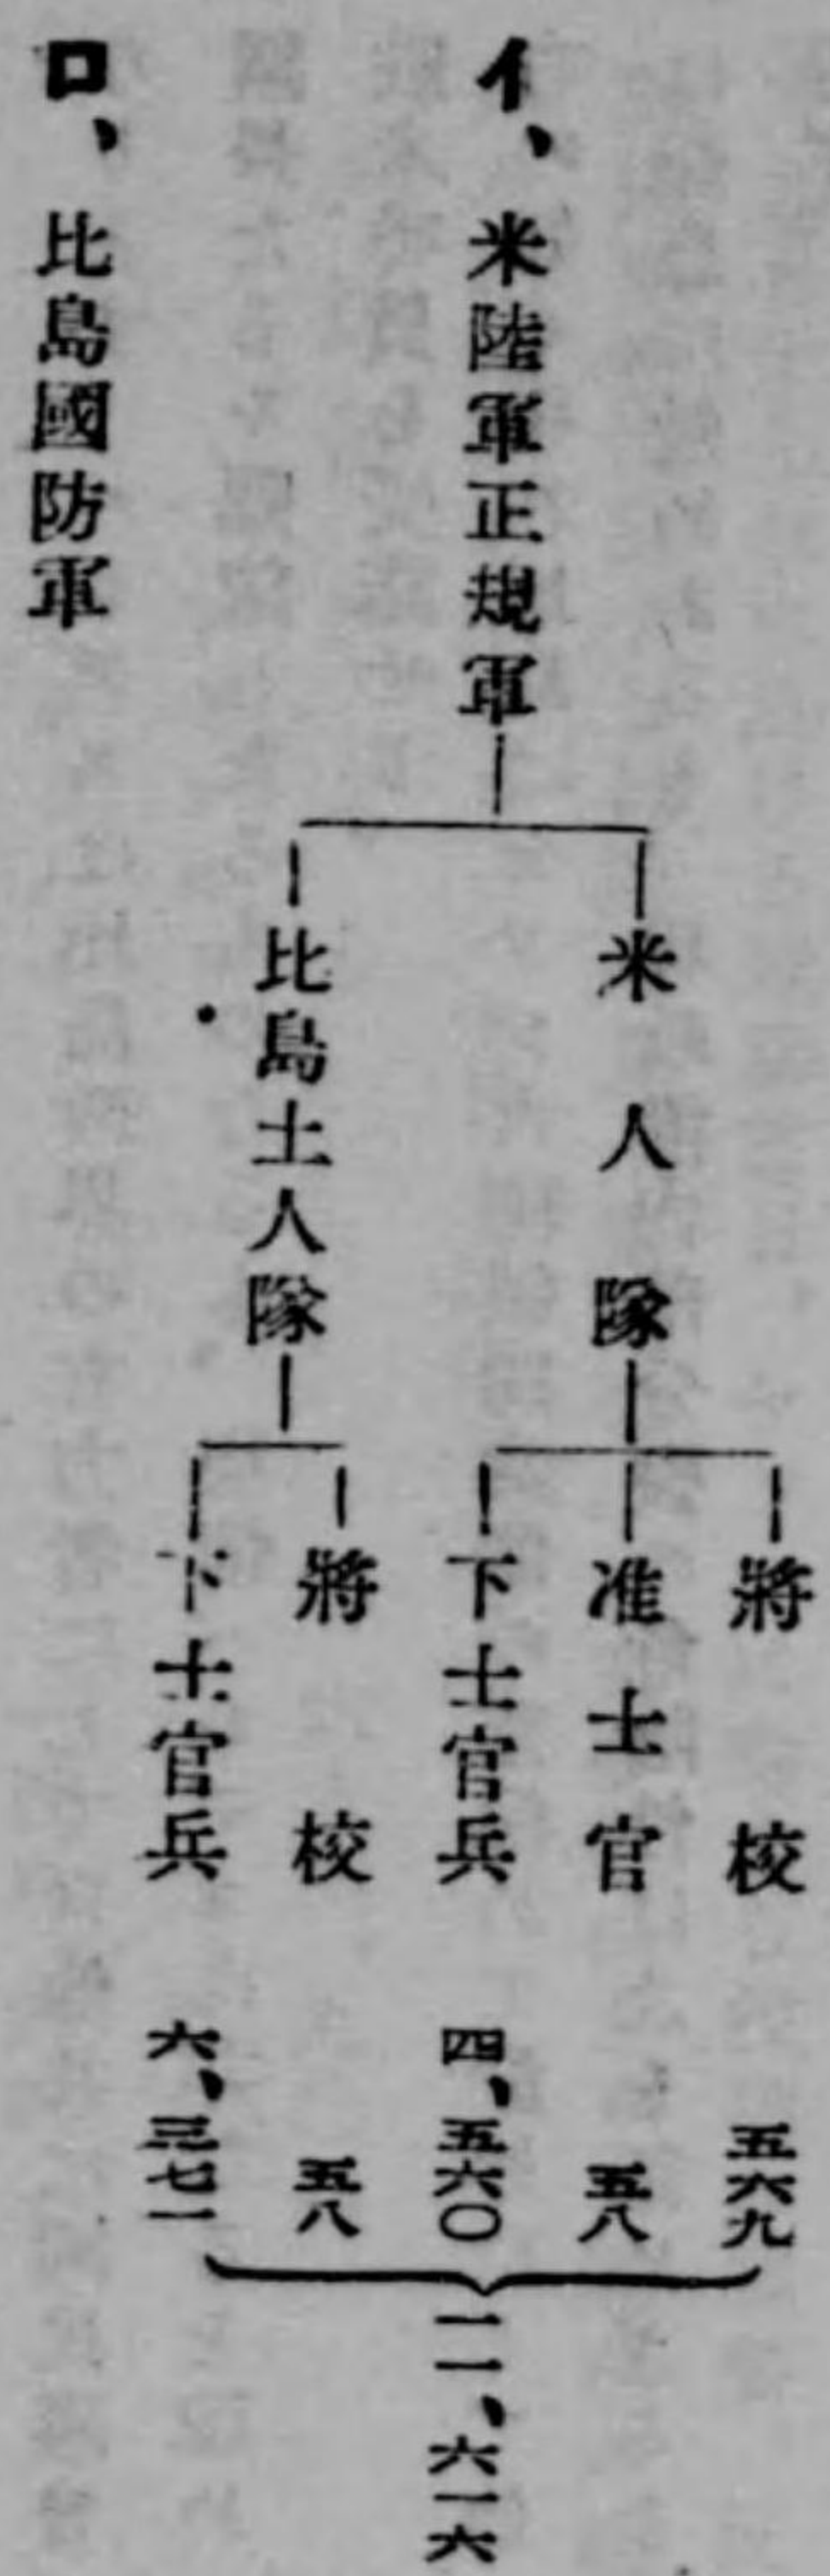 イ、米陸軍正規軍
米人隊
將校 五六九
准士官 五八
下士官兵 四、五六〇
比島土人隊
將校 五八
下士官兵 六、三七一
一一、六一六
ロ、比島國防軍